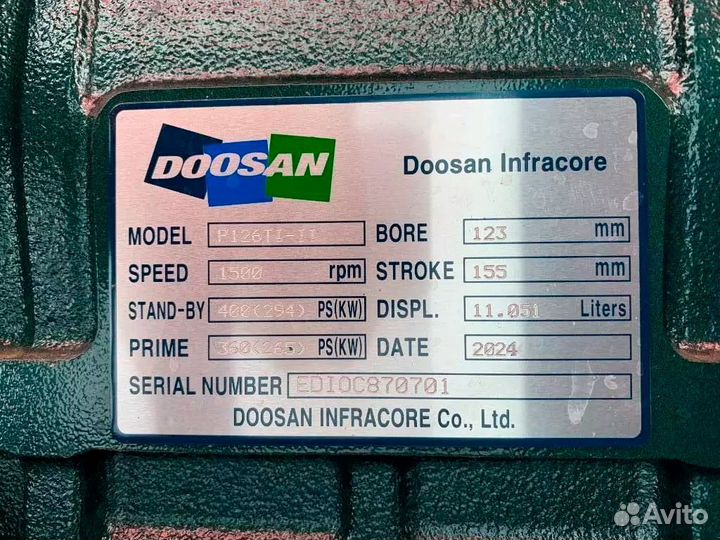 DOOSAN Doosan Infracore
MODEL P126TI-II BORE 123 mm
SPEED 1500 rpm STROKE 155 mm
STAND-BY 400(294) PS(KW) DISPL. 11.051 Liters
PRIME 360(265) PS(KW) DATE 2024
SERIAL NUMBER EDIOC870701
DOOSAN INFRACORE Co., Ltd.
Avito